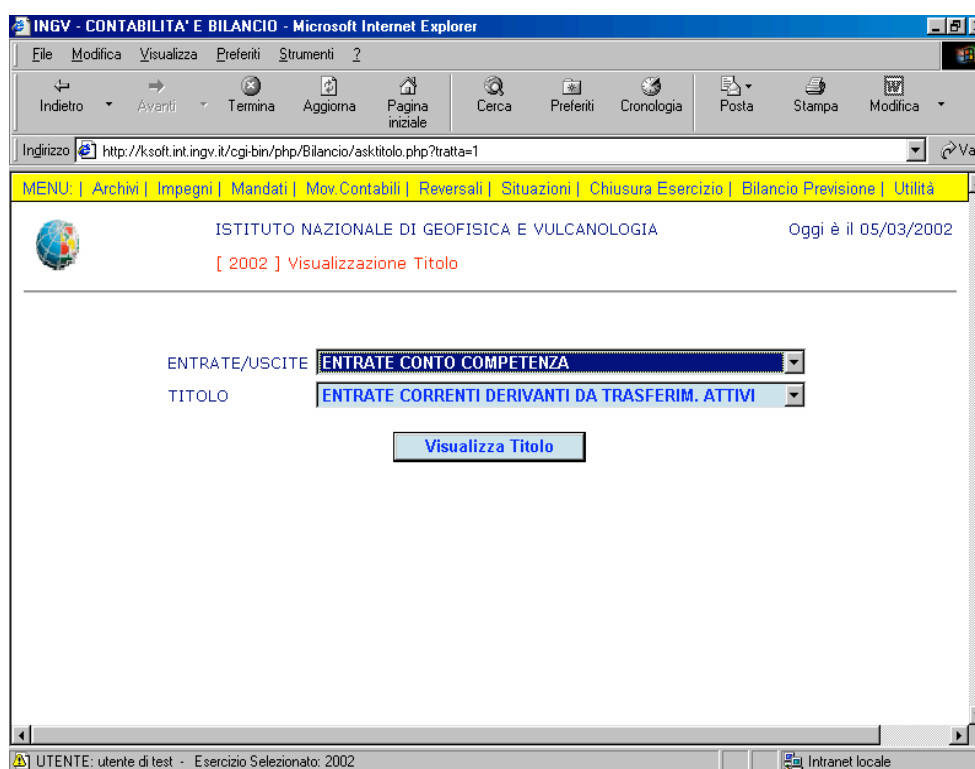 INGV - CONTABILITA' E BILANCIO - Microsoft Internet Explorer
File Modifica Visualizza Preferiti Strumenti ?
Indietro Avanti Termina Aggiorna Pagina iniziale Cerca Preferiti Cronologia Posta Stampa Modifica
Indirizzo http://ksoft.int.ingv.it/cgi-bin/php/Bilancio/asktitolo.php?tratta=1 Va
MENU: | Archivi | Impegni | Mandati | Mov.Contabili | Reversali | Situazioni | Chiusura Esercizio | Bilancio Previsione | Utilità
ISTITUTO NAZIONALE DI GEOFISICA E VULCANOLOGIA Oggi è il 05/03/2002
[ 2002 ] Visualizzazione Titolo
ENTRATE/USCITE ENTRATE CONTO COMPETENZA
TITOLO ENTRATE CORRENTI DERIVANTI DA TRASFERIM. ATTIVI
Visualizza Titolo
UTENTE: utente di test - Esercizio Selezionato: 2002 Intranet locale